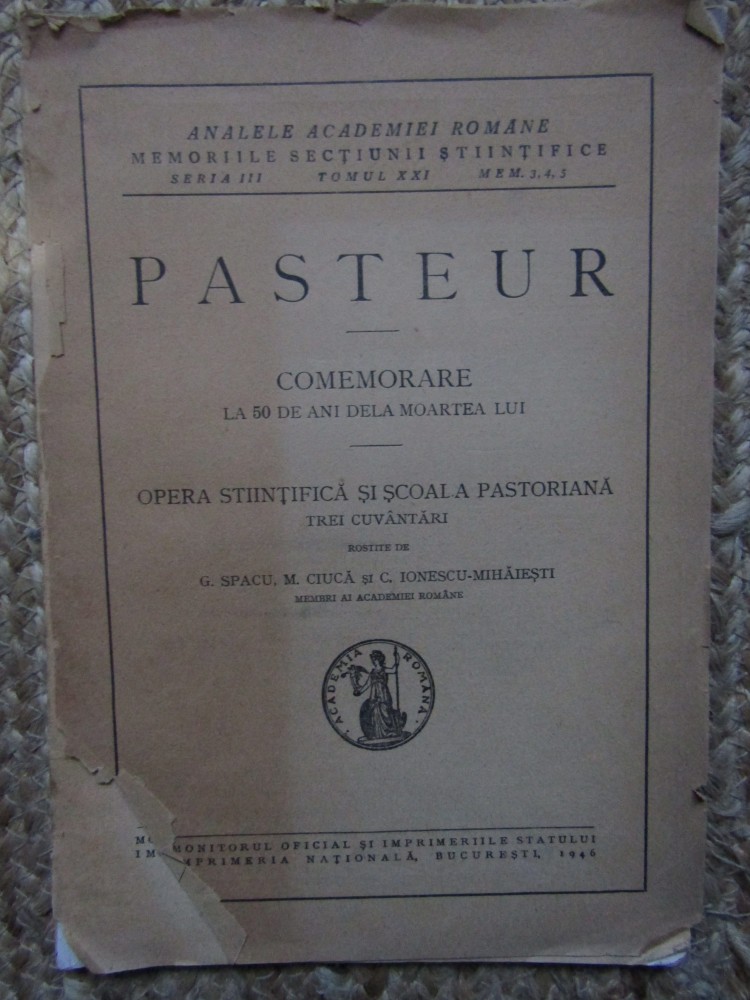 ANALELE ACADEMIEI ROMÂNE
MEMORIILE SECȚIUNII ȘTIINȚIFICE
SERIA III TOMUL XXI MEM. 3, 4, 5
PASTEUR
COMEMORARE
LA 50 DE ANI DELA MOARTEA LUI
OPERA STIINȚIFICĂ ȘI ȘCOALA PASTORIANĂ
TREI CUVÂNTĂRI
ROSTITE DE
G. SPACU, M. CIUCĂ ȘI C. IONESCU-MIHĂIEȘTI
MEMBRI AI ACADEMIEI ROMÂNE
ACADEMIA ROMÂNĂ
MONITORUL OFICIAL ȘI IMPRIMERIILE STATULUI
IMPRIMERIA NAȚIONALĂ, BUCUREȘTI, 1946